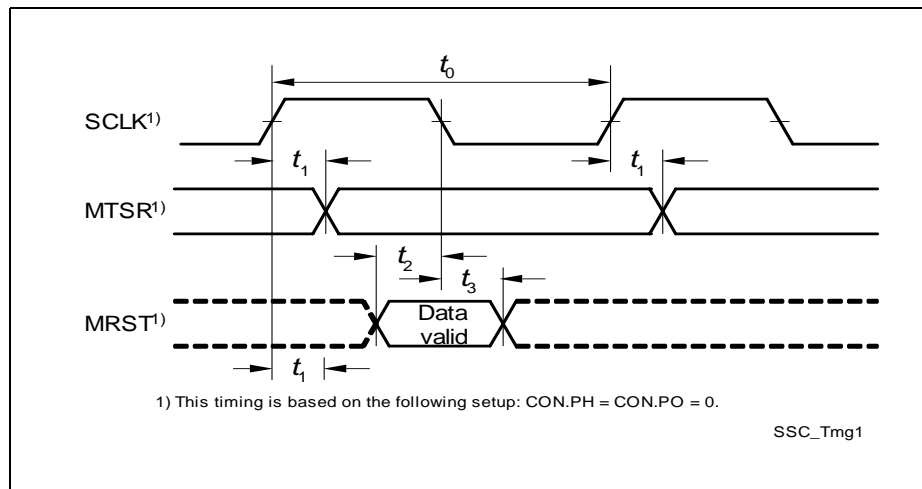 t0
SCLK1)
t1 t1
MTSR1)
t2
t3
MRST1)
Data
valid
t1
1) This timing is based on the following setup: CON.PH = CON.PO = 0.
SSC_Tmg1